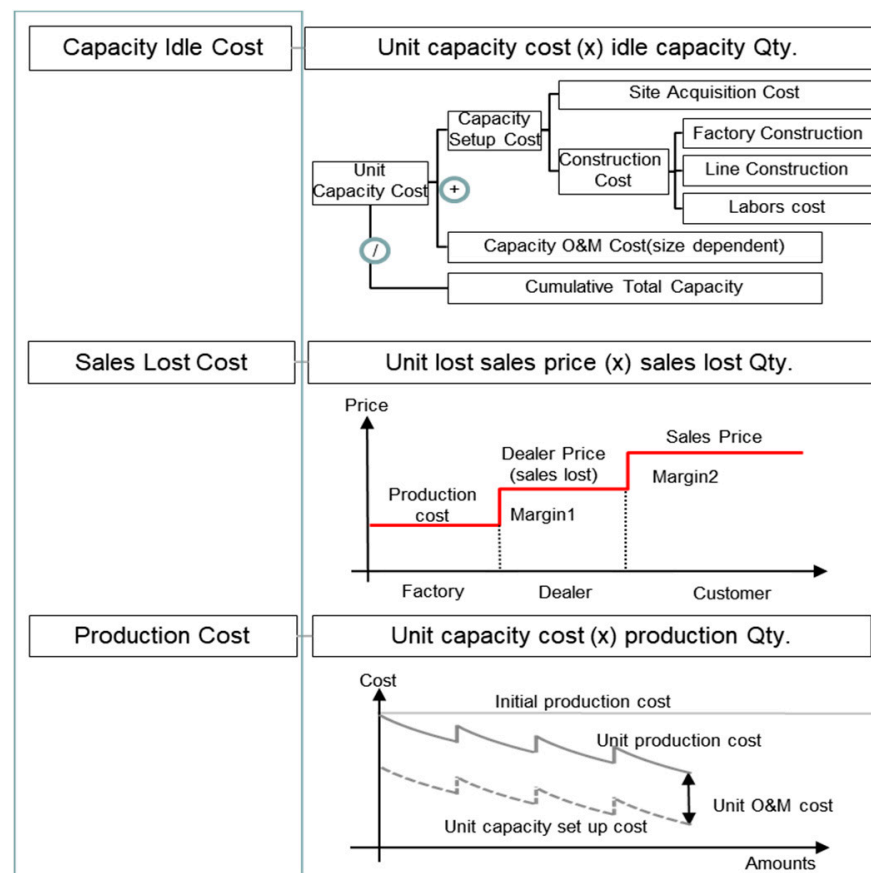 Capacity Idle Cost
Unit capacity cost (x) idle capacity Qty.
Site Acquisition Cost
Capacity
Setup Cost
Factory Construction
Construction
Cost
Line Construction
Unit
Capacity Cost
+
Labors cost
/
Capacity O&M Cost(size dependent)
Cumulative Total Capacity
Sales Lost Cost
Unit lost sales price (x) sales lost Qty.
Price
Sales Price
Dealer Price
(sales lost)
Margin2
Production
cost
Margin1
Factory
Dealer
Customer
Production Cost
Unit capacity cost (x) production Qty.
Cost
Initial production cost
Unit production cost
Unit O&M cost
Unit capacity set up cost
Amounts